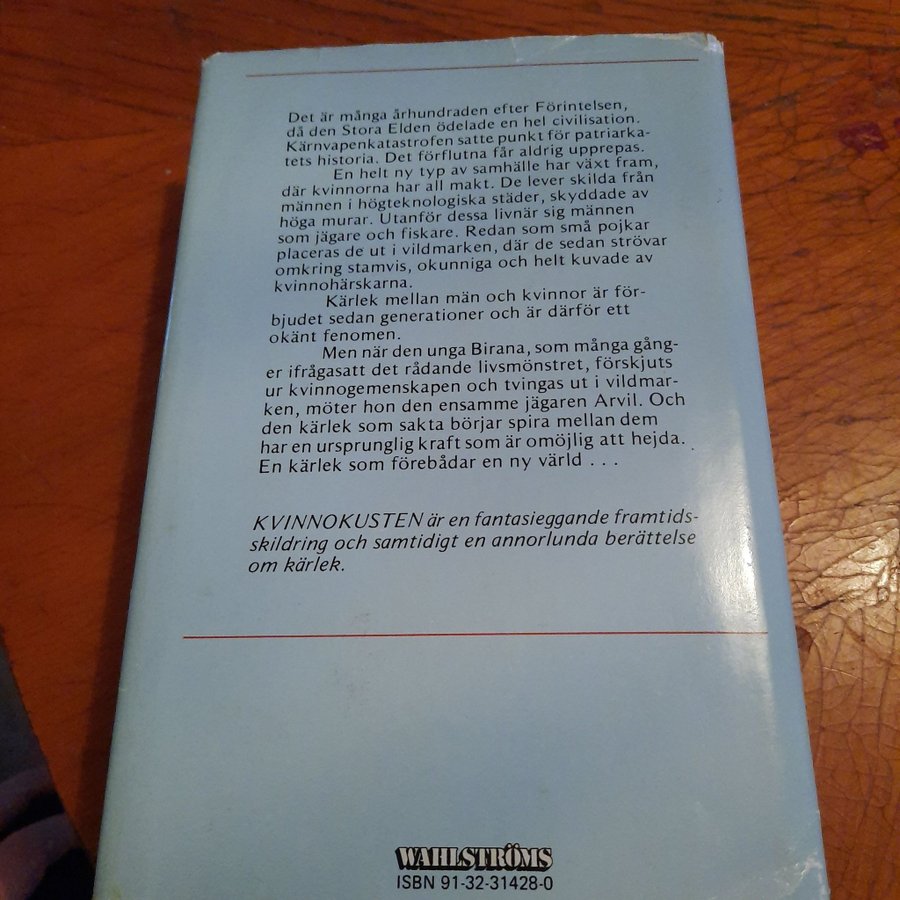 Det är många århundraden efter Förintelsen,
då den Stora Elden ödelade en hel civilisation.
Kärnvapenkatastrofen satte punkt för patriarka-
tets historia. Det förflutna får aldrig upprepas.
En helt ny typ av samhälle har växt fram,
där kvinnorna har all makt. De lever skilda från
männen i högteknologiska städer, skyddade av
höga murar. Utanför dessa livnär sig männen
som jägare och fiskare. Redan som små pojkar
placeras de ut i vildmarken, där de sedan strövar
omkring stamvis, okunniga och helt kuvade av
kvinnohärskarna.
Kärlek mellan män och kvinnor är för-
bjudet sedan generationer och är därför ett
okänt fenomen.
Men när den unga Birana, som många gång-
er ifrågasatt det rådande livsmönstret, förskjuts
ur kvinnogemenskapen och tvingas ut i vildmar-
ken, möter hon den ensamme jägaren Arvil. Och
den kärlek som sakta börjar spira mellan dem
har en ursprunglig kraft som är omöjlig att hejda.
En kärlek som förebådar en ny värld . . .
KVINNOKUSTEN är en fantasieggande framtids-
skildring och samtidigt en annorlunda berättelse
om kärlek.
WAHLSTRÖMS
ISBN 91-32-31428-0